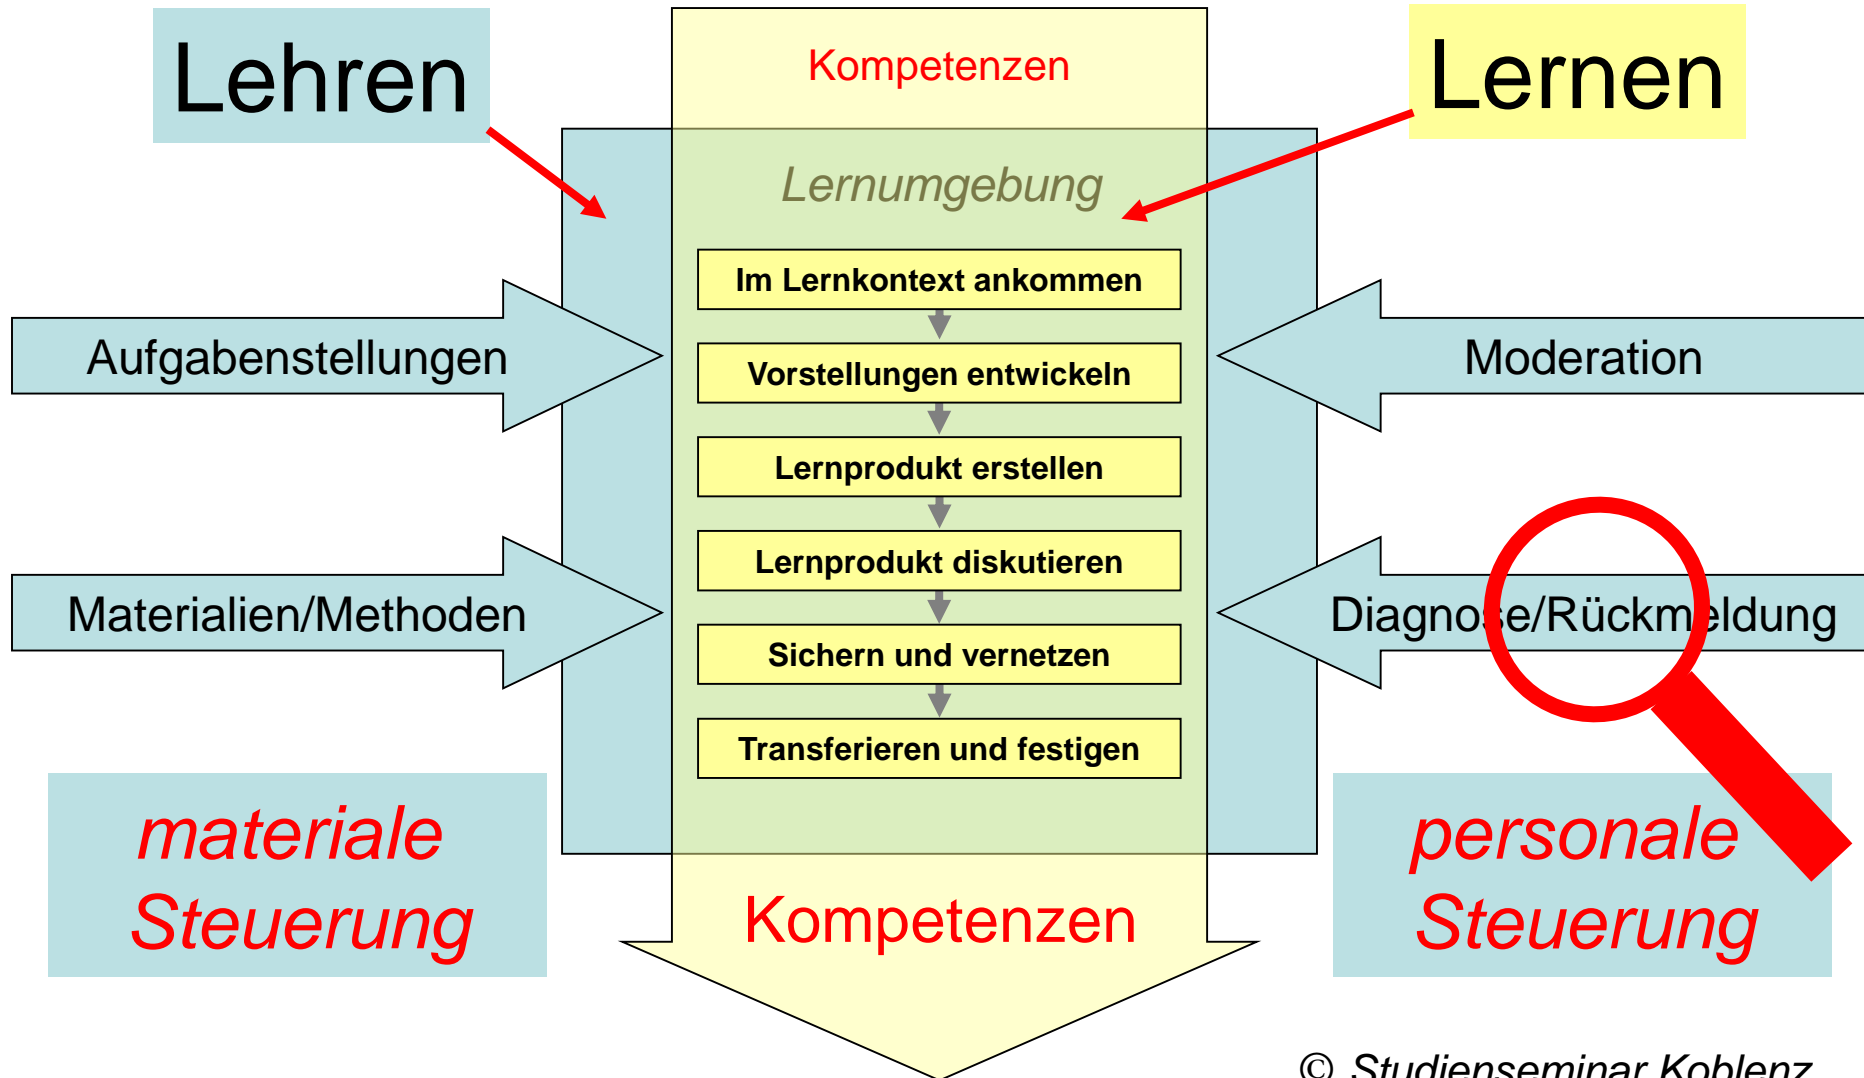 Lehren
Kompetenzen
Lernen
Lernumgebung
Im Lernkontext ankommen
Aufgabenstellungen
Vorstellungen entwickeln
Moderation
Lernprodukt erstellen
Lernprodukt diskutieren
Materialien/Methoden
Diagnose/Rückmeldung
Sichern und vernetzen
Transferieren und festigen
materiale
Steuerung
Kompetenzen
personale
Steuerung
© Studienseminar Koblenz